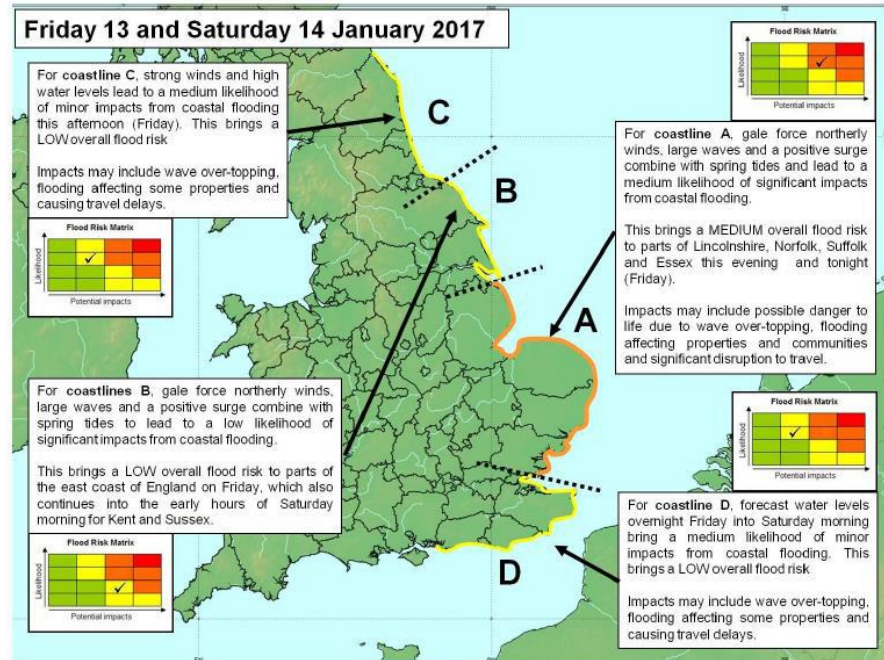 Friday 13 and Saturday 14 January 2017
For coastline C, strong winds and high
water levels lead to a medium likelihood
of minor impacts from coastal flooding
this afternoon (Friday). This brings a
LOW overall flood risk
Impacts may include wave over-topping,
flooding affecting some properties and
causing travel delays.
Flood Risk Matrix
Likelihood
Potential impacts
C
B
A
D
Flood Risk Matrix
Likelihood
Potential impacts
For coastline A, gale force northerly
winds, large waves and a positive surge
combine with spring tides and lead to a
medium likelihood of significant impacts
from coastal flooding.
This brings a MEDIUM overall flood risk
to parts of Lincolnshire, Norfolk, Suffolk
and Essex this evening and tonight
(Friday).
Impacts may include possible danger to
life due to wave over-topping, flooding
affecting properties and communities
and significant disruption to travel.
For coastlines B, gale force northerly winds,
large waves and a positive surge combine with
spring tides to lead to a low likelihood of
significant impacts from coastal flooding.
This brings a LOW overall flood risk to parts of
the east coast of England on Friday, which also
continues into the early hours of Saturday
morning for Kent and Sussex.
Flood Risk Matrix
Likelihood
Potential impacts
Flood Risk Matrix
Likelihood
Potential impacts
For coastline D, forecast water levels
overnight Friday into Saturday morning
bring a medium likelihood of minor
impacts from coastal flooding. This
brings a LOW overall flood risk
Impacts may include wave over-topping,
flooding affecting some properties and
causing travel delays.